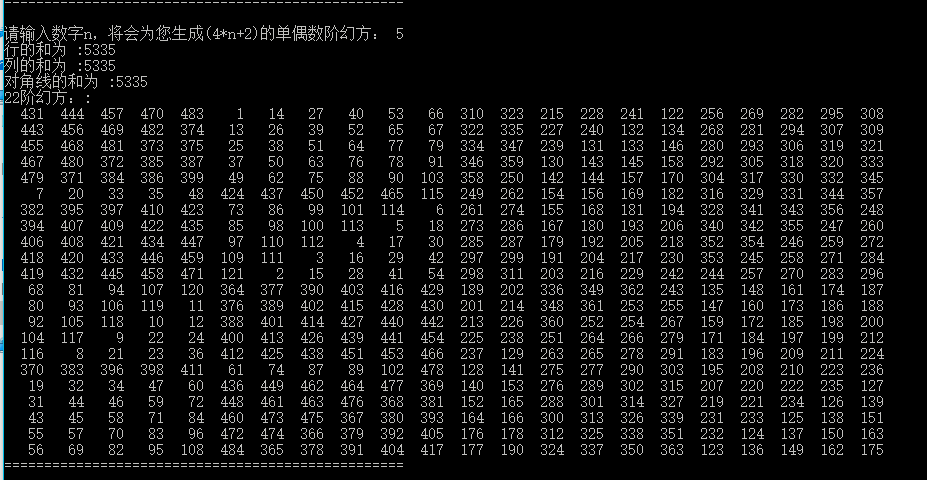 --------------------------------------------------
请输入数字n，将会为您生成(4*n+2)的单偶数阶幻方： 5
行的和为 :5335
列的和为 :5335
对角线的和为 :5335
22阶幻方：:
431 444 457 470 483 1 14 27 40 53 66 310 323 215 228 241 122 256 269 282 295 308
443 456 469 482 374 13 26 39 52 65 67 322 335 227 240 132 134 268 281 294 307 309
455 468 481 373 375 25 38 51 64 77 79 334 347 239 131 133 146 280 293 306 319 321
467 480 372 385 387 37 50 63 76 78 91 346 359 130 143 145 158 292 305 318 320 333
479 371 384 386 399 49 62 75 88 90 103 358 250 142 144 157 170 304 317 330 332 345
7 20 33 35 48 424 437 450 452 465 115 249 262 154 156 169 182 316 329 331 344 357
382 395 397 410 423 73 86 99 101 114 6 261 274 155 168 181 194 328 341 343 356 248
394 407 409 422 435 85 98 100 113 5 18 273 286 167 180 193 206 340 342 355 247 260
406 408 421 434 447 97 110 112 4 17 30 285 287 179 192 205 218 352 354 246 259 272
418 420 433 446 459 109 111 3 16 29 42 297 299 191 204 217 230 353 245 258 271 284
419 432 445 458 471 121 2 15 28 41 54 298 311 203 216 229 242 244 257 270 283 296
68 81 94 107 120 364 377 390 403 416 429 189 202 336 349 362 243 135 148 161 174 187
80 93 106 119 11 376 389 402 415 428 430 201 214 348 361 253 255 147 160 173 186 188
92 105 118 10 12 388 401 414 427 440 442 213 226 360 252 254 267 159 172 185 198 200
104 117 9 22 24 400 413 426 439 441 454 225 238 251 264 266 279 171 184 197 199 212
116 8 21 23 36 412 425 438 451 453 466 237 129 263 265 278 291 183 196 209 211 224
370 383 396 398 411 61 74 87 89 102 478 128 141 275 277 290 303 195 208 210 223 236
19 32 34 47 60 436 449 462 464 477 369 140 153 276 289 302 315 207 220 222 235 127
31 44 46 59 72 448 461 463 476 368 381 152 165 288 301 314 327 219 221 234 126 139
43 45 58 71 84 460 473 475 367 380 393 164 166 300 313 326 339 231 233 125 138 151
55 57 70 83 96 472 474 366 379 392 405 176 178 312 325 338 351 232 124 137 150 163
56 69 82 95 108 484 365 378 391 404 417 177 190 324 337 350 363 123 136 149 162 175
==================================================